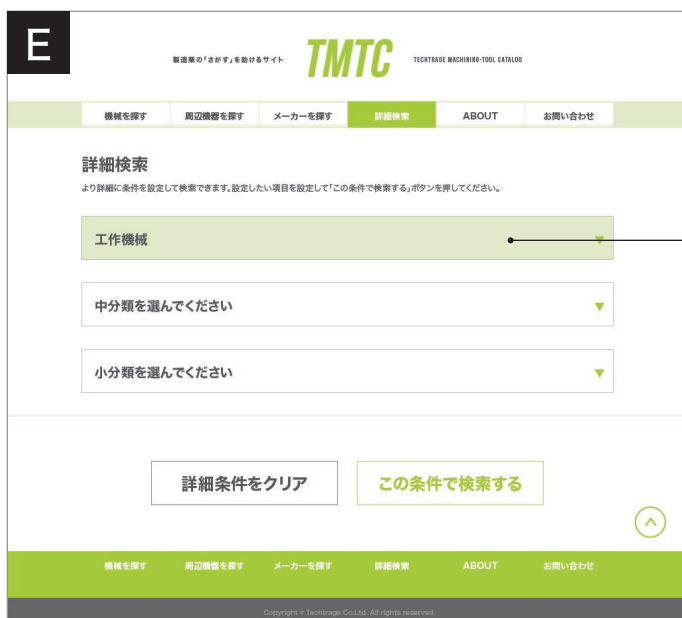 E
製造業の「さがす」を助けるサイト
TMTC
TECHTRAGE MACHINING-TOOL CATALOG
機械を探す 周辺機器を探す メーカーを探す 詳細検索 ABOUT お問い合わせ
詳細検索
より詳細に条件を設定して検索できます。設定したい項目を設定して「この条件で検索する」ボタンを押してください。
工作機械 ▼
中分類を選んでください ▼
小分類を選んでください ▼
詳細条件をクリア この条件で検索する
機械を探す 周辺機器を探す メーカーを探す 詳細検索 ABOUT お問い合わせ
Copyright © Techtrage Co.Ltd. All rights reserved